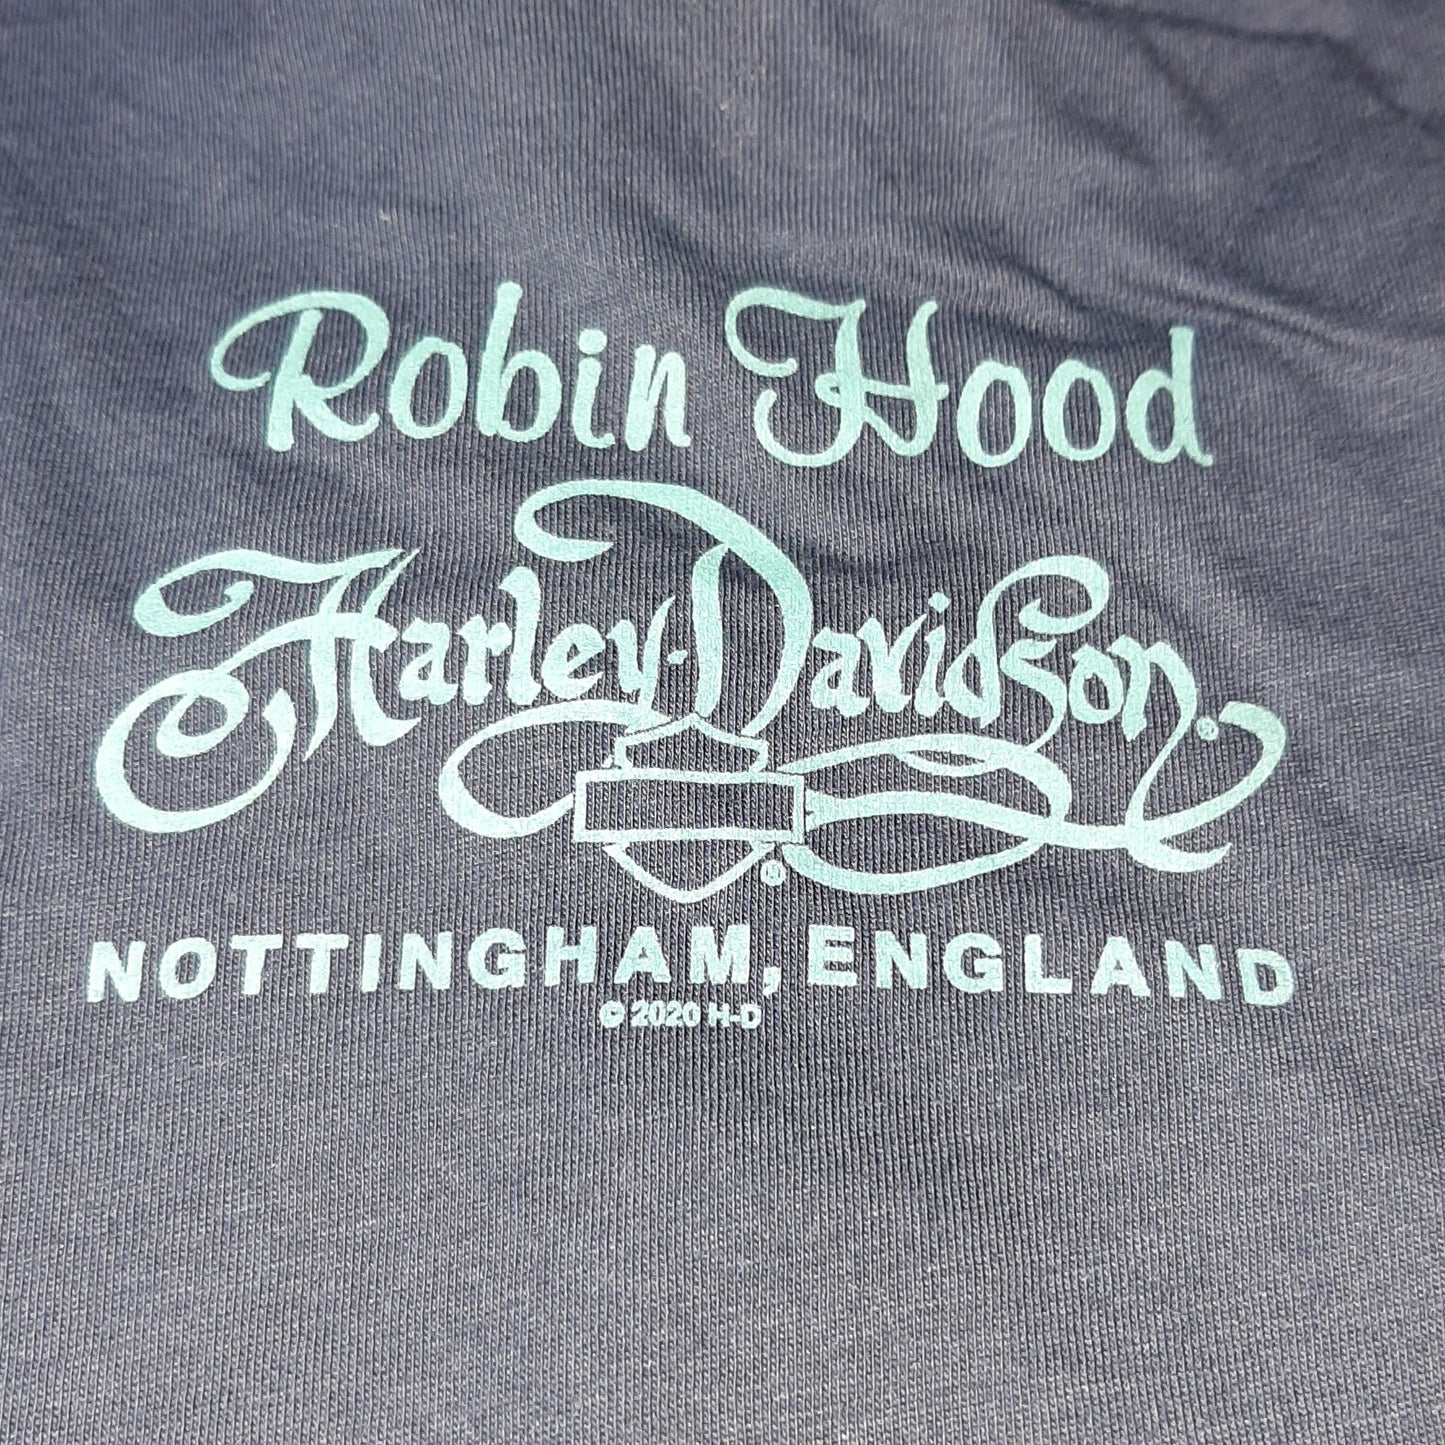 Robin Hood
Harley-Davidson®
®
NOTTINGHAM, ENGLAND
© 2020 H-D